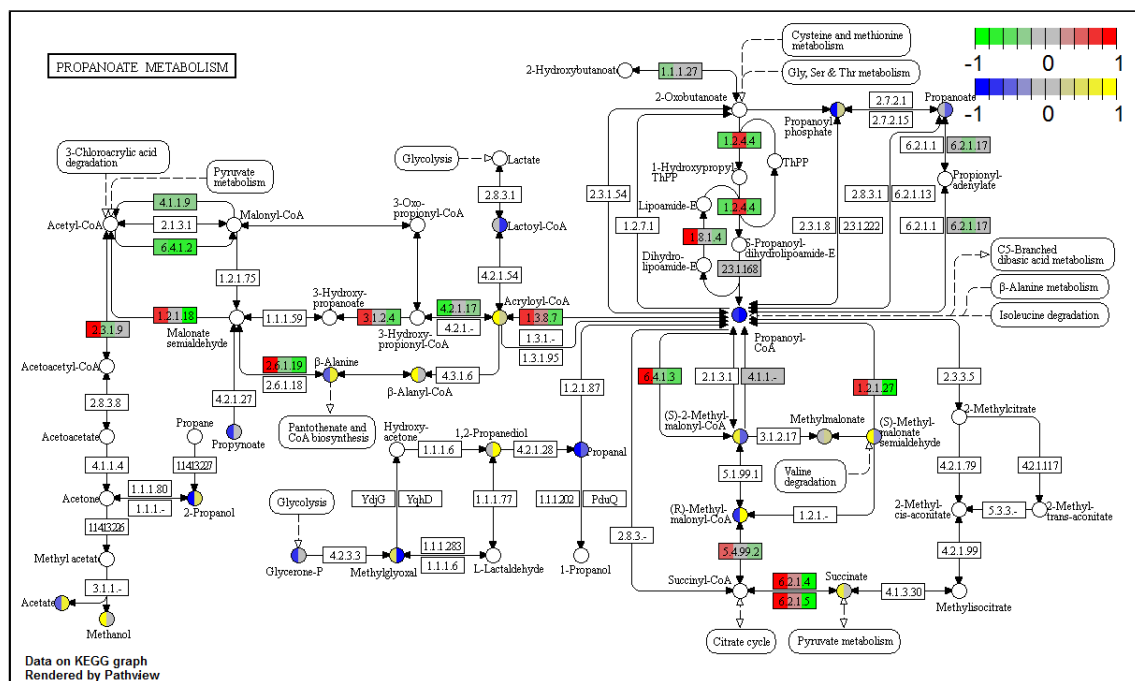 PROPANOATE METABOLISM
Cysteine and methionine
metabolism
Gly, Ser & Thr metabolism
-1
0
1
-1
0
1
2-Hydroxybutanoat
1.1.1.27
2-Oxobutanoate
Propanoyl
phosphate
2.7.2.1
2.7.2.15
Propanoate
3-Chloroacrylic acid
degradation
Pyruvate
metabolism
Glycolysis
Lactate
1.2.4.4
ThPP
6.2.1.1
6.2.1.17
1-Hydroxypropyl-
ThPP
Propionyl-
adenylate
2.8.3.1
2.3.1.54
1.2.7.1
2.8.3.1
6.2.1.13
4.1.1.9
Acetyl-CoA
2.1.3.1
Malonyl-CoA
6.4.1.2
3-Oxo-
propionyl-CoA
Lactoyl-CoA
Lipoamide-E
1.2.4.4
2.3.1.8
2.3.1.222
6.2.1.1
6.2.1.17
1.8.1.4
S-Propanoyl-
dihydrolipoamide-E
Dihydro-
lipoamide-E
2.3.1.168
C5-Branched
dibasic acid metabolism
β-Alanine metabolism
Isoleucine degradation
1.2.1.75
4.2.1.54
3-Hydroxy-
propanoate
4.2.1.17
Acryloyl-CoA
2.3.1.9
1.2.1.18
Malonate
semialdehyde
1.1.1.59
3.1.2.4
3-Hydroxy-
propionyl-CoA
4.2.1.-
1.3.8.7
1.3.1.-
1.3.1.95
Propanoyl-
CoA
Acetoacetyl-CoA
2.6.1.19
2.6.1.18
β-Alanine
4.3.1.6
β-Alanyl-CoA
1.2.1.87
6.4.1.3
2.1.3.1
4.1.1.-
1.2.1.27
2.3.3.5
2.8.3.8
4.2.1.27
Propynoate
Pantothenate and
CoA biosynthesis
Acetoacetate
Propane
Hydroxy-
acetone
1,2-Propanediol
1.1.1.6
4.2.1.28
Propanal
(S)-2-Methyl-
malonyl-CoA
3.1.2.17
Methylmalonate
(S)-Methyl-
malonate
semialdehyde
2-Methylcitrate
4.1.1.4
1.14.13.227
5.1.99.1
Valine
degradation
4.2.1.79
4.2.1.117
Acetone
1.1.1.80
1.1.1.-
2-Propanol
Glycolysis
YdjG
YqhD
1.1.1.77
1.1.1.202
PduQ
(R)-Methyl-
malonyl-CoA
1.2.1.-
2-Methyl-
cis-aconitate
5.3.3.-
2-Methyl-
trans-aconitate
1.14.13.226
2.8.3.-
5.4.99.2
4.2.1.99
Methyl acetat
Glycerone-P
4.2.3.3
Methylglyoxal
1.1.1.283
1.1.1.6
L-Lactaldehyde
1-Propanol
Succinyl-CoA
6.2.1.4
6.2.1.5
Succinate
4.1.3.30
Methylisocitrate
3.1.1.-
Acetate
Methanol
Citrate cycle
Pyruvate metabolism
Data on KEGG graph
Rendered by Pathview